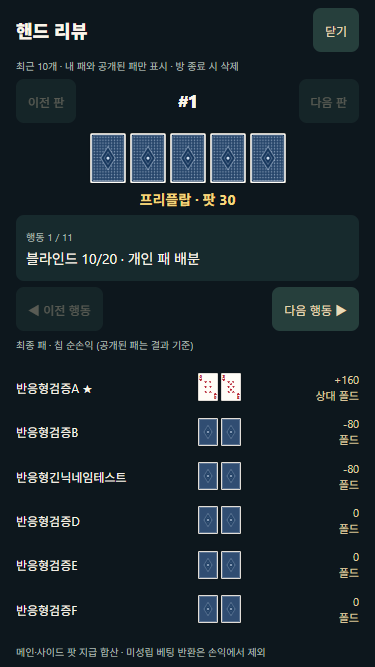 핸드 리뷰
닫기
최근 10개 · 내 패와 공개된 패만 표시 · 방 종료 시 삭제
이전 판
#1
다음 판
프리플랍 · 팟 30
행동 1 / 11
블라인드 10/20 · 개인 패 배분
◀ 이전 행동
다음 행동 ▶
최종 패 · 칩 순손익 (공개된 패는 결과 기준)
반응형검증A ★
+160
상대 폴드
반응형검증B
-80
폴드
반응형긴닉네임테스트
-80
폴드
반응형검증D
0
폴드
반응형검증E
0
폴드
반응형검증F
0
폴드
메인·사이드 팟 지급 합산 · 미성립 베팅 반환은 손익에서 제외